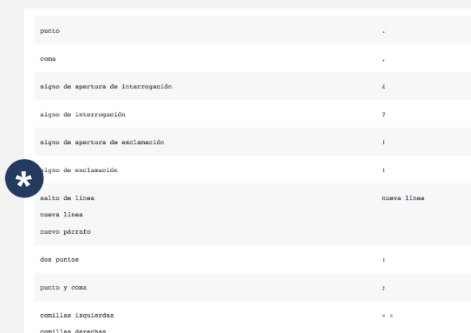 punto .
coma ,
signo de apertura de interrogación ¿
signo de interrogación ?
signo de apertura de exclamación ¡
signo de exclamación !
salto de línea nueva línea
nueva línea
nuevo párrafo
dos puntos :
punto y coma ;
comillas izquierdas « »
comillas derechas